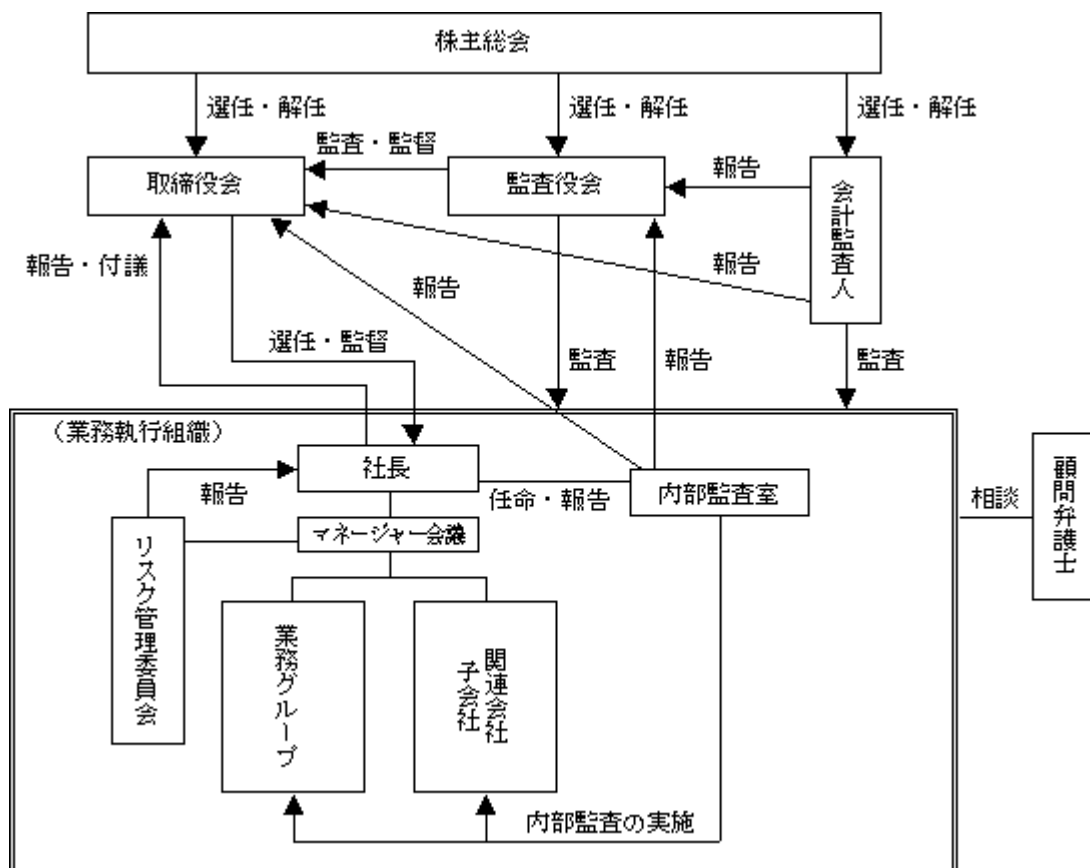 株主総会
選任・解任
選任・解任
選任・解任
監査・監督
報告
取締役会
監査役会
会計監査人
報告・付議
報告
報告
選任・監督
監査
報告
監査
（業務執行組織）
社長
報告
任命・報告
内部監査室
相談
顧問弁護士
マネージャー会議
リスク管理委員会
業務グループ
関連会社
子会社
内部監査の実施